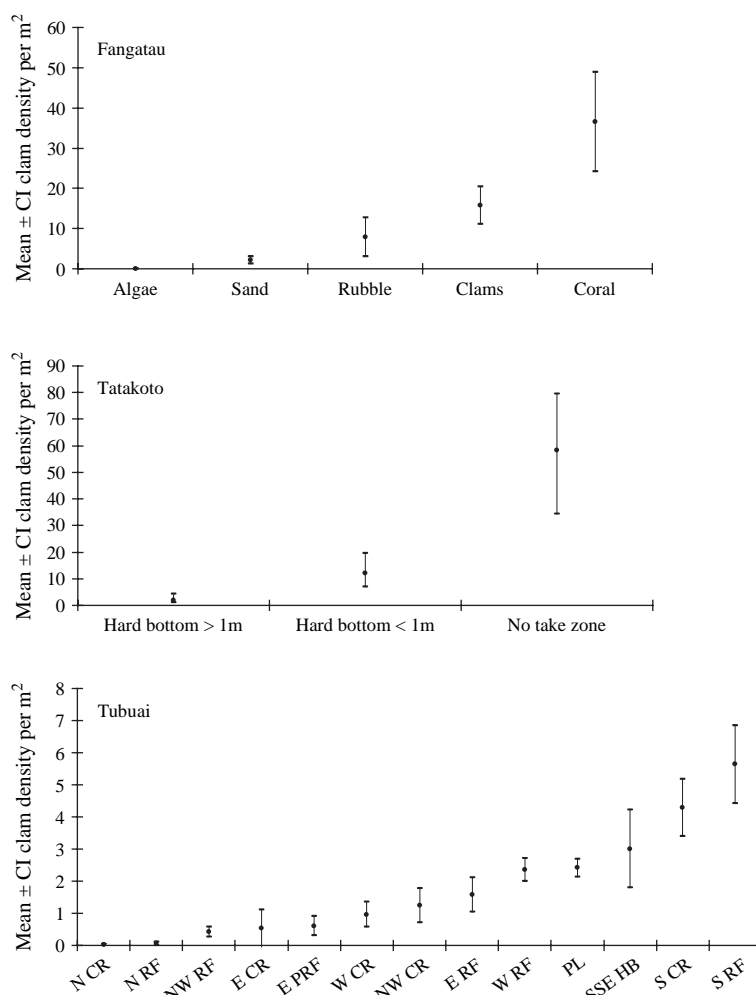 Fangatau
Mean ± CI clam density per m²
60
50
40
30
20
10
0
Algae Sand Rubble Clams Coral
Tatakoto
Mean ± CI clam density per m²
90
80
70
60
50
40
30
20
10
0
Hard bottom > 1m Hard bottom < 1m No take zone
Tubuai
Mean ± CI clam density per m²
8
7
6
5
4
3
2
1
0
N CR N RF NW RF E CR E PRF W CR NW CR E RF W RF PL SSE HB S CR S RF